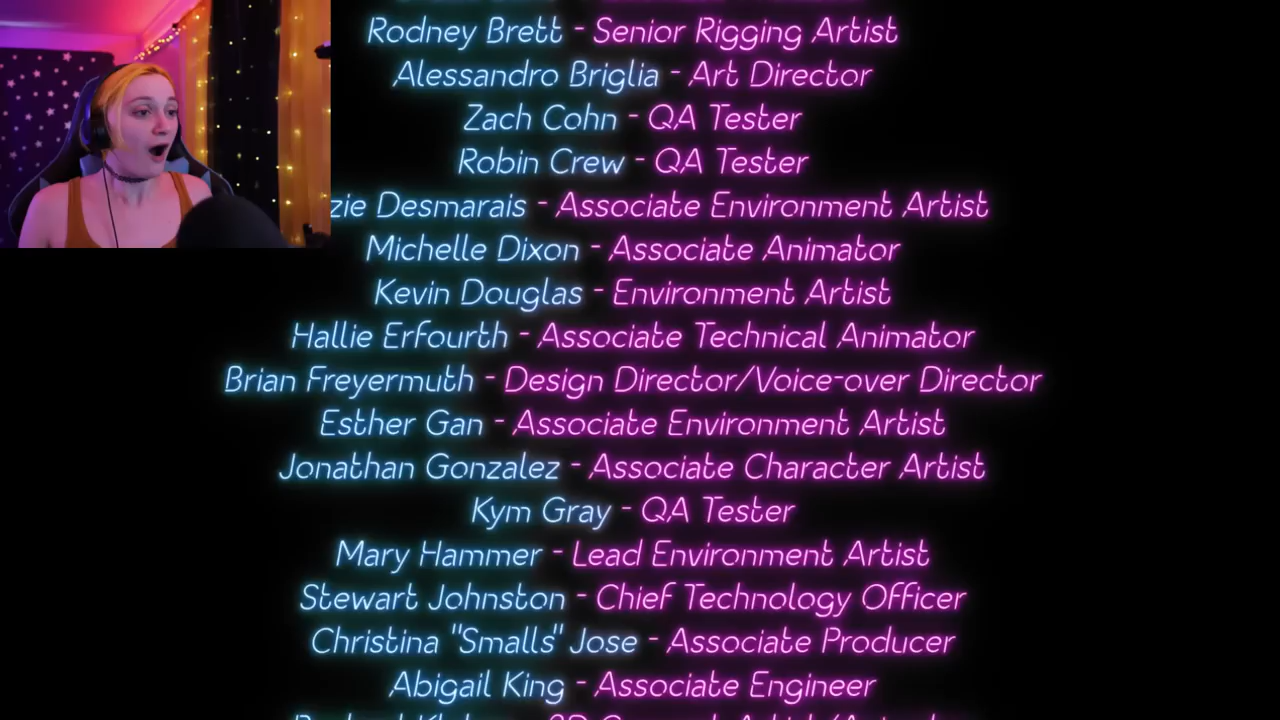 Rodney Brett - Senior Rigging Artist
Alessandro Briglia - Art Director
Zach Cohn - QA Tester
Robin Crew - QA Tester
Desmarais - Associate Environment Artist
Michelle Dixon - Associate Animator
Kevin Douglas - Environment Artist
Hallie Erfourth - Associate Technical Animator
Brian Freyermuth - Design Director/Voice-over Director
Esther Gan - Associate Environment Artist
Jonathan Gonzalez - Associate Character Artist
Kym Gray - QA Tester
Mary Hammer - Lead Environment Artist
Stewart Johnston - Chief Technology Officer
Christina "Smalls" Jose - Associate Producer
Abigail King - Associate Engineer